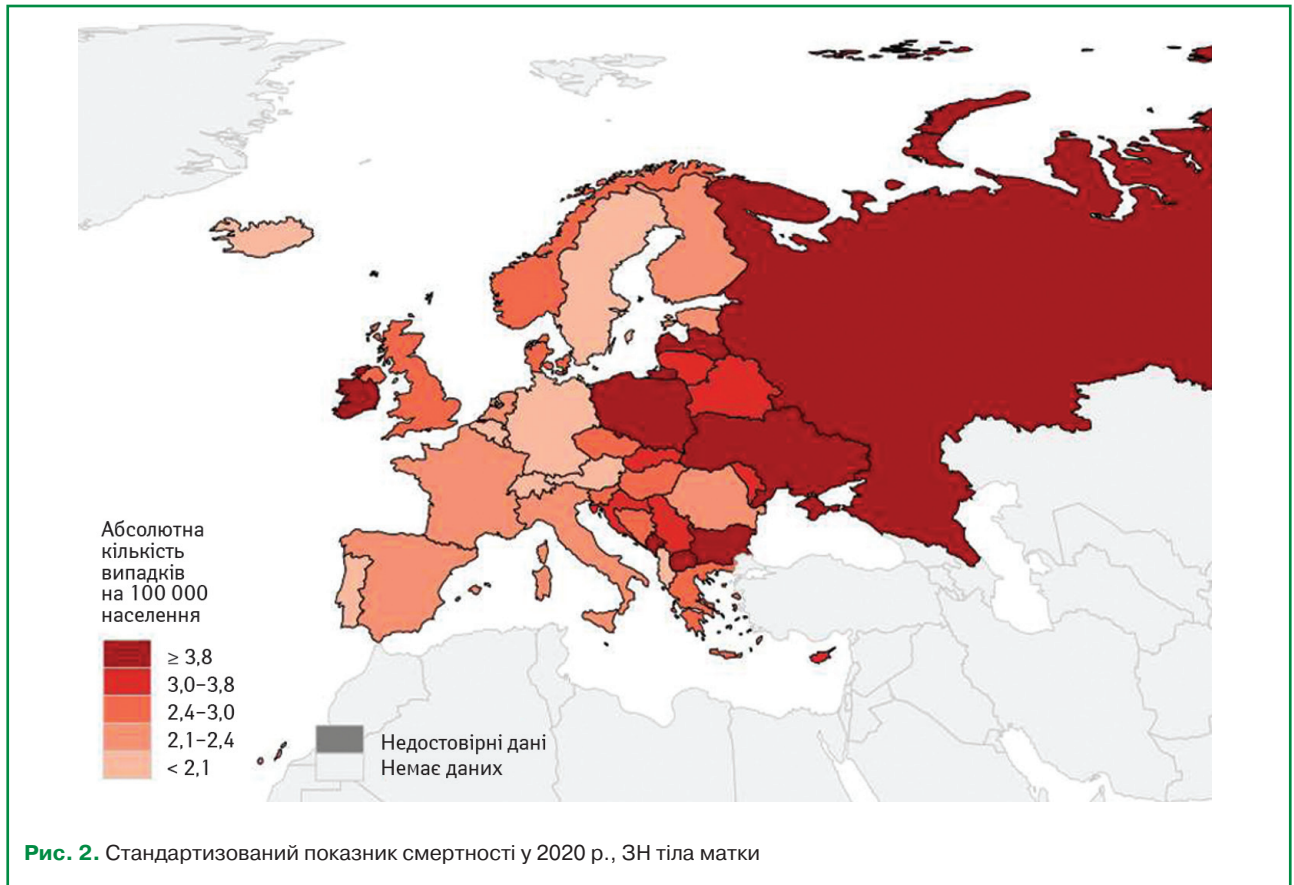 Абсолютна
кількість
випадків
на 100 000
населення
≥ 3,8
3,0–3,8
2,4–3,0
2,1–2,4
< 2,1
Недостовірні дані
Немає даних
Рис. 2. Стандартизований показник смертності у 2020 р., ЗН тіла матки